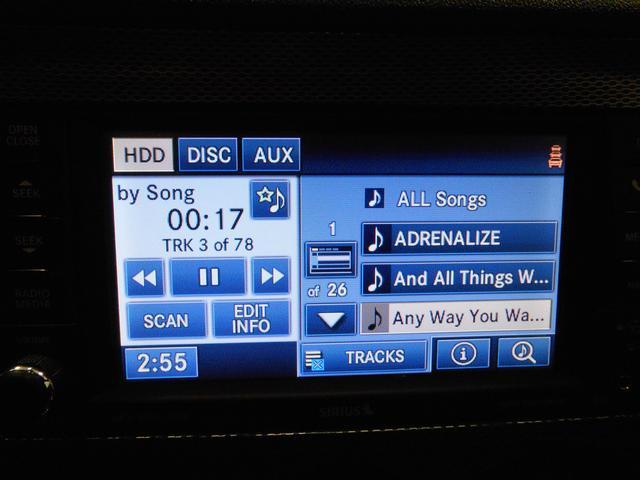 OPEN
CLOSE
SEEK
SEEK
RADIO
MEDIA
HDD DISC AUX
by Song
00:17
TRK 3 of 78
SCAN
EDIT
INFO
2:55
ALL Songs
1
of 26
ADRENALIZE
And All Things W...
Any Way You Wa...
TRACKS
SIRIUS